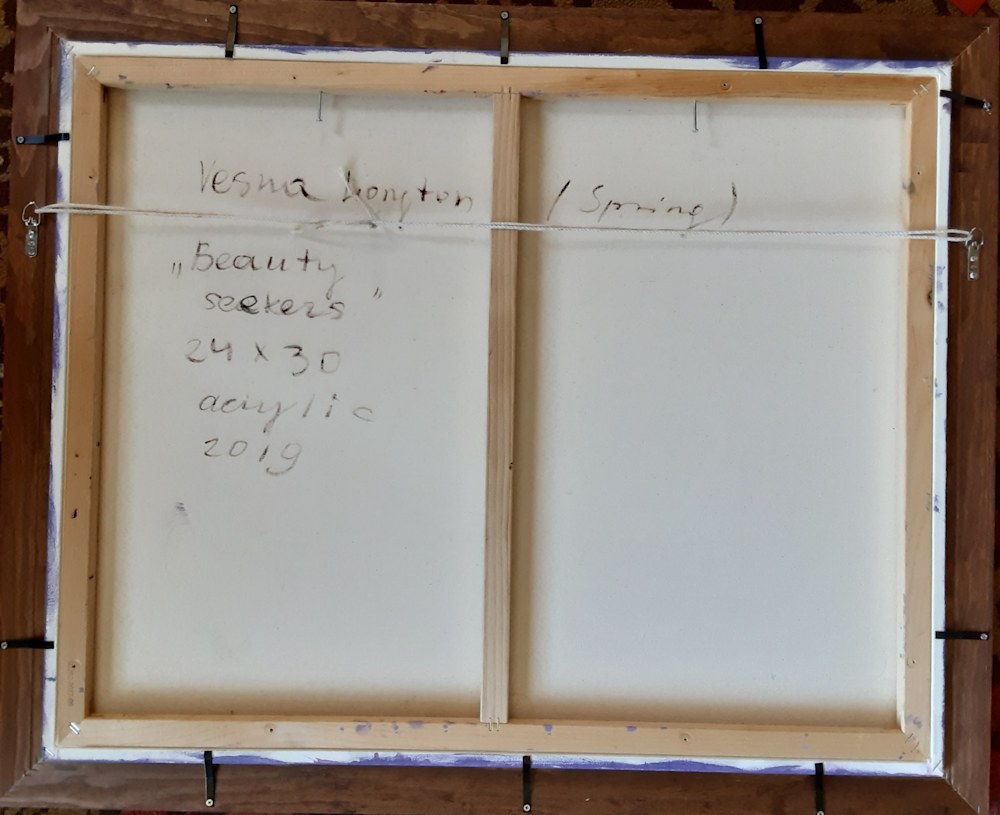 Vesna Longton (Spring)
„Beauty
seekers"
24 x 30
acrylic
2019